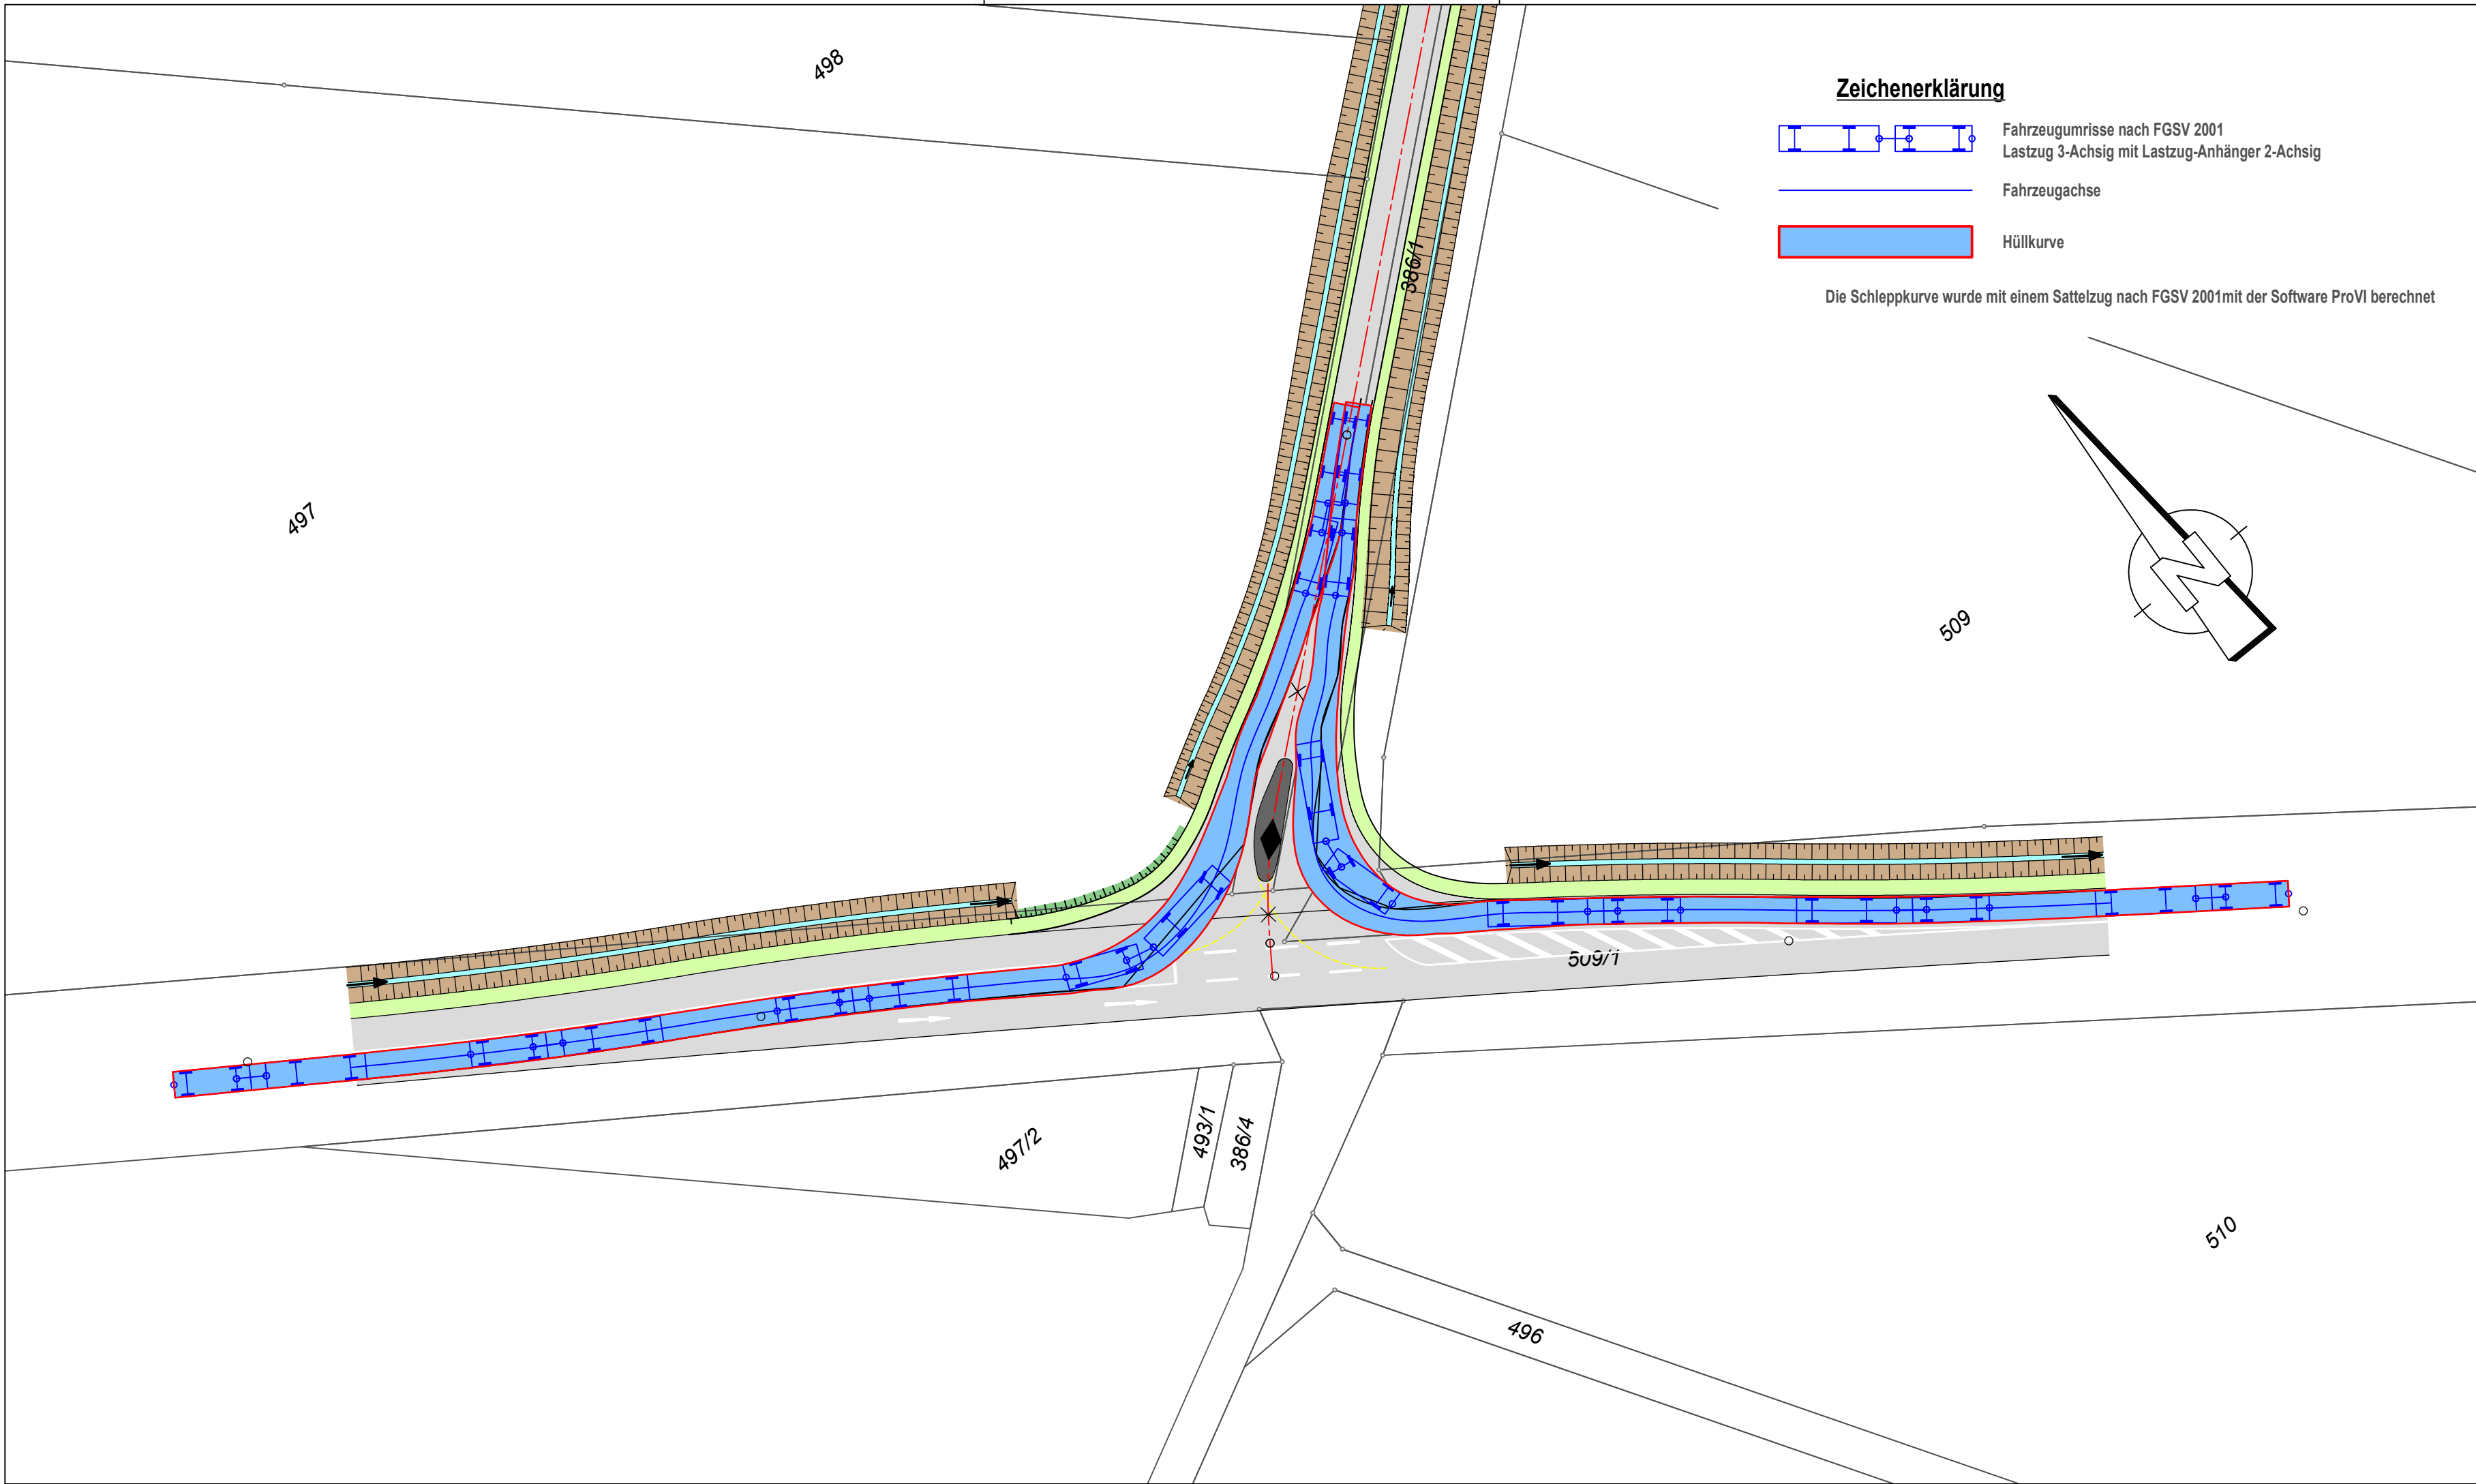 498
Zeichenerklärung
Fahrzeugumrisse nach FGSV 2001
Lastzug 3-Achsig mit Lastzug-Anhänger 2-Achsig
Fahrzeugachse
386/1
Hüllkurve
Die Schleppkurve wurde mit einem Sattelzug nach FGSV 2001mit der Software ProVI berechnet
497
N
509
509/1
493/1
386/4
497/2
510
496